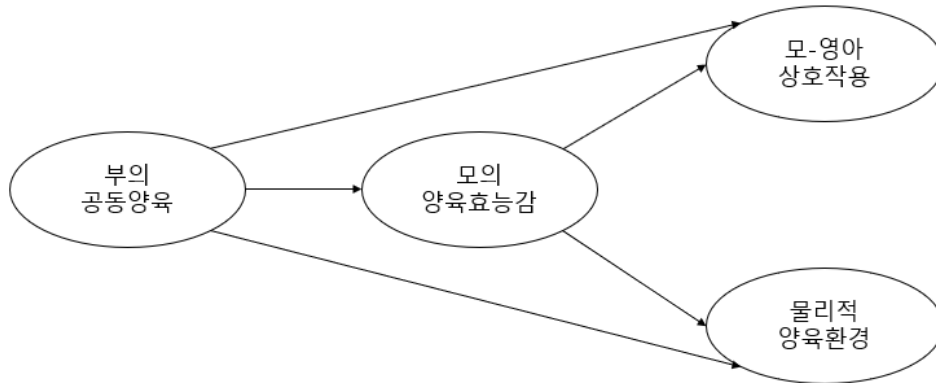 모-영아
상호작용
부의
공동양육
모의
양육효능감
물리적
양육환경